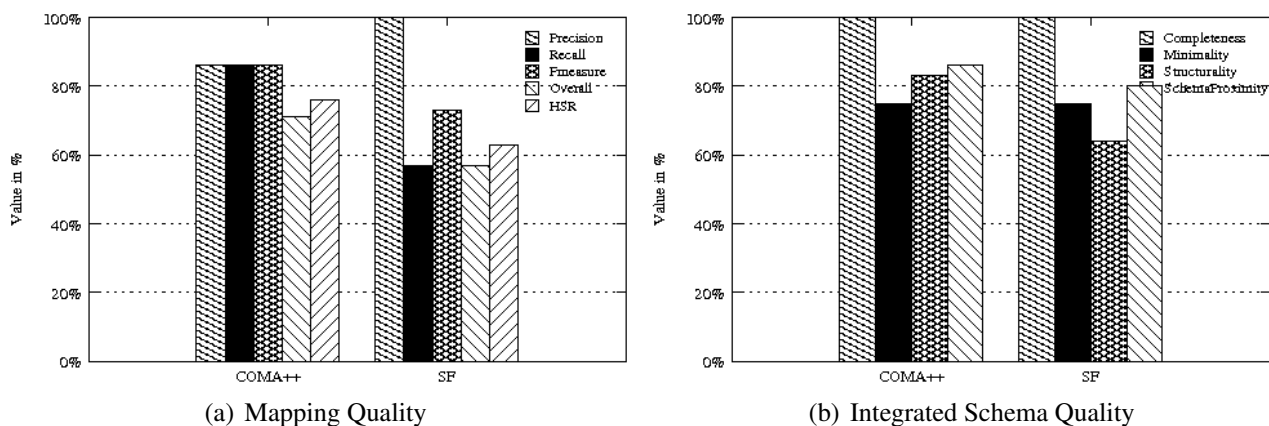 100%
80%
60%
40%
20%
0%
Value in %
Precision
Recall
Fmeasure
Overall
HSR
COMA++
SF
(a) Mapping Quality
100%
80%
60%
40%
20%
0%
Value in %
Completeness
Minimality
Structurality
SchemaProximity
COMA++
SF
(b) Integrated Schema Quality